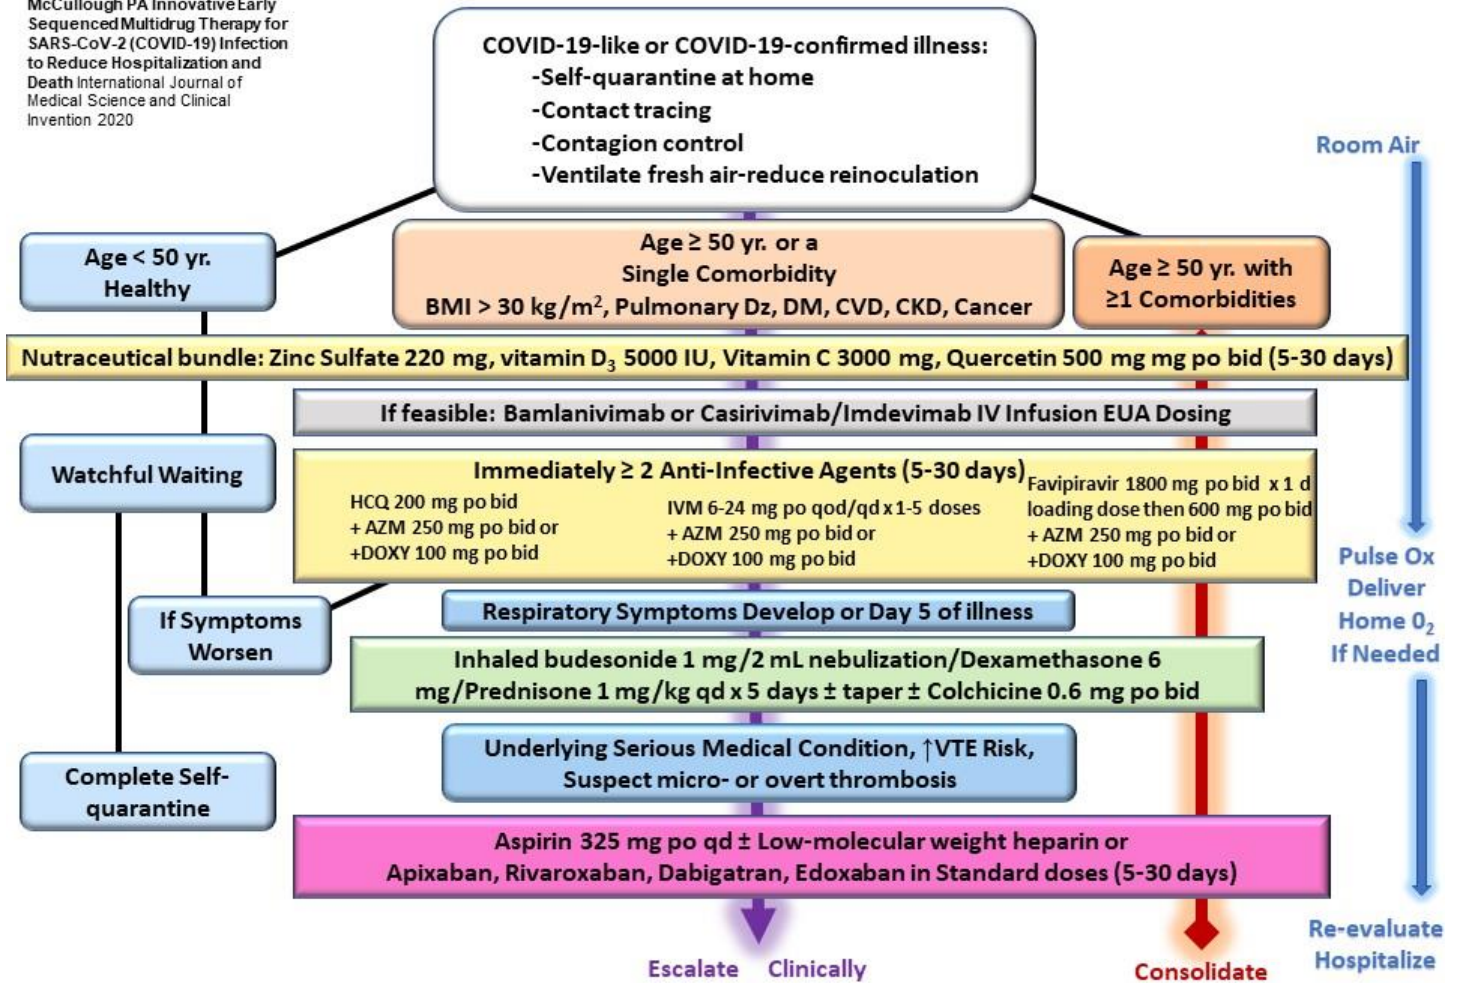 McCullough PA Innovative Early
Sequenced Multidrug Therapy for
SARS-CoV-2 (COVID-19) Infection
to Reduce Hospitalization and
Death International Journal of
Medical Science and Clinical
Invention 2020
COVID-19-like or COVID-19-confirmed illness:
-Self-quarantine at home
-Contact tracing
-Contagion control
-Ventilate fresh air-reduce reinoculation
Room Air
Age < 50 yr.
Healthy
Age ≥ 50 yr. or a
Single Comorbidity
BMI > 30 kg/m², Pulmonary Dz, DM, CVD, CKD, Cancer
Age ≥ 50 yr. with
≥1 Comorbidities
Nutraceutical bundle: Zinc Sulfate 220 mg, vitamin D₃ 5000 IU, Vitamin C 3000 mg, Quercetin 500 mg mg po bid (5-30 days)
If feasible: Bamlanivimab or Casirivimab/Imdevimab IV Infusion EUA Dosing
Watchful Waiting
Immediately ≥ 2 Anti-Infective Agents (5-30 days)
HCQ 200 mg po bid
+ AZM 250 mg po bid or
+DOXY 100 mg po bid
IVM 6-24 mg po qod/qd x 1-5 doses
+ AZM 250 mg po bid or
+DOXY 100 mg po bid
Favipiravir 1800 mg po bid x 1 d
loading dose then 600 mg po bid
+ AZM 250 mg po bid or
+DOXY 100 mg po bid
Pulse Ox
Deliver
Home 0₂
If Needed
If Symptoms
Worsen
Respiratory Symptoms Develop or Day 5 of illness
Inhaled budesonide 1 mg/2 mL nebulization/Dexamethasone 6
mg/Prednisone 1 mg/kg qd x 5 days ± taper ± Colchicine 0.6 mg po bid
Underlying Serious Medical Condition, ↑VTE Risk,
Suspect micro- or overt thrombosis
Complete Self-
quarantine
Aspirin 325 mg po qd ± Low-molecular weight heparin or
Apixaban, Rivaroxaban, Dabigatran, Edoxaban in Standard doses (5-30 days)
Escalate Clinically
Consolidate
Re-evaluate
Hospitalize